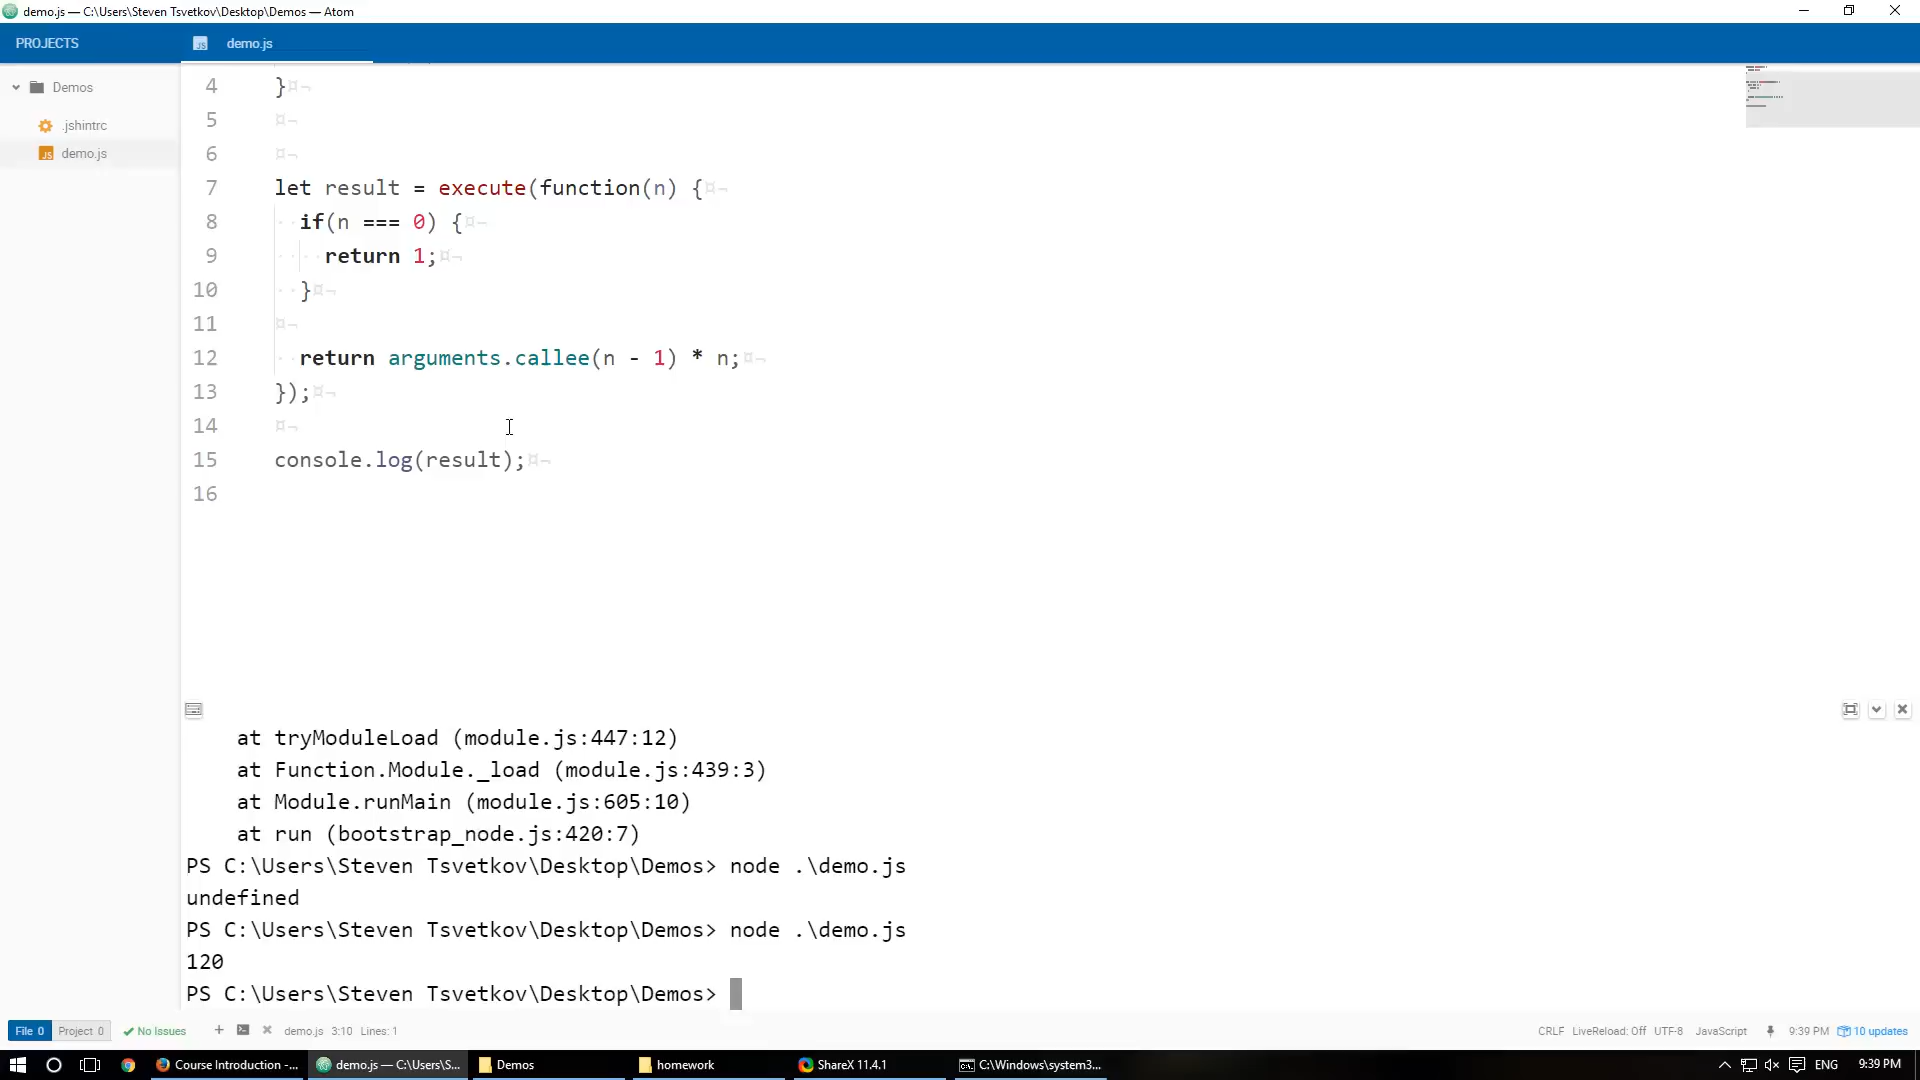 demo.js — C:\Users\Steven Tsvetkov\Desktop\Demos — Atom
PROJECTS
demo.js
Demos
.jshintrc
demo.js
4 }
5
6
7 let result = execute(function(n) {
8 if(n === 0) {
9 return 1;
10 }
11
12 return arguments.callee(n - 1) * n;
13 });
14
15 console.log(result);
16
at tryModuleLoad (module.js:447:12)
at Function.Module._load (module.js:439:3)
at Module.runMain (module.js:605:10)
at run (bootstrap_node.js:420:7)
PS C:\Users\Steven Tsvetkov\Desktop\Demos> node .\demo.js
undefined
PS C:\Users\Steven Tsvetkov\Desktop\Demos> node .\demo.js
120
PS C:\Users\Steven Tsvetkov\Desktop\Demos>
File 0 Project 0 No Issues demo.js 3:10 Lines: 1 CRLF LiveReload: Off UTF-8 JavaScript 9:39 PM 10 updates
Course Introduction -... demo.js — C:\Users\S... Demos homework ShareX 11.4.1 C:\Windows\system3... ENG 9:39 PM